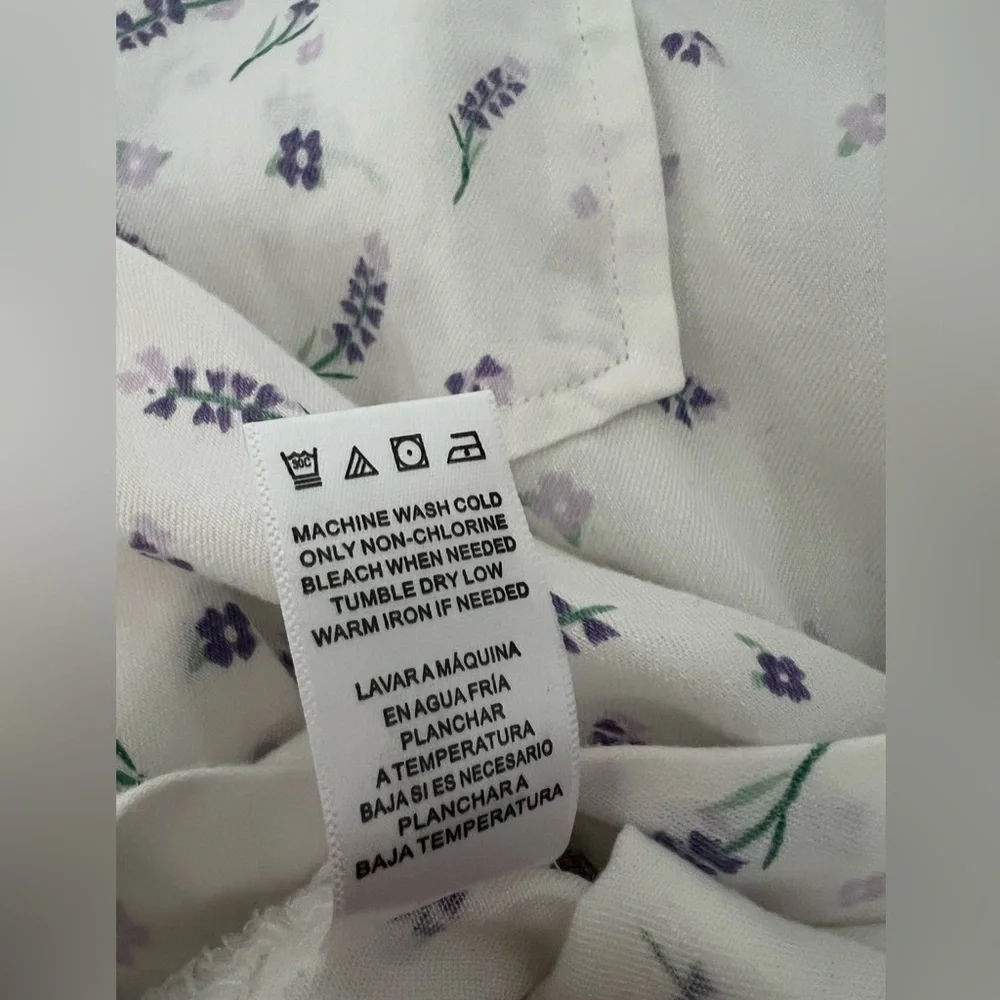 30C
MACHINE WASH COLD
ONLY NON-CHLORINE
BLEACH WHEN NEEDED
TUMBLE DRY LOW
WARM IRON IF NEEDED
LAVAR A MÁQUINA
EN AGUA FRÍA
PLANCHAR
A TEMPERATURA
BAJA SI ES NECESARIO
PLANCHAR A
BAJA TEMPERATURA